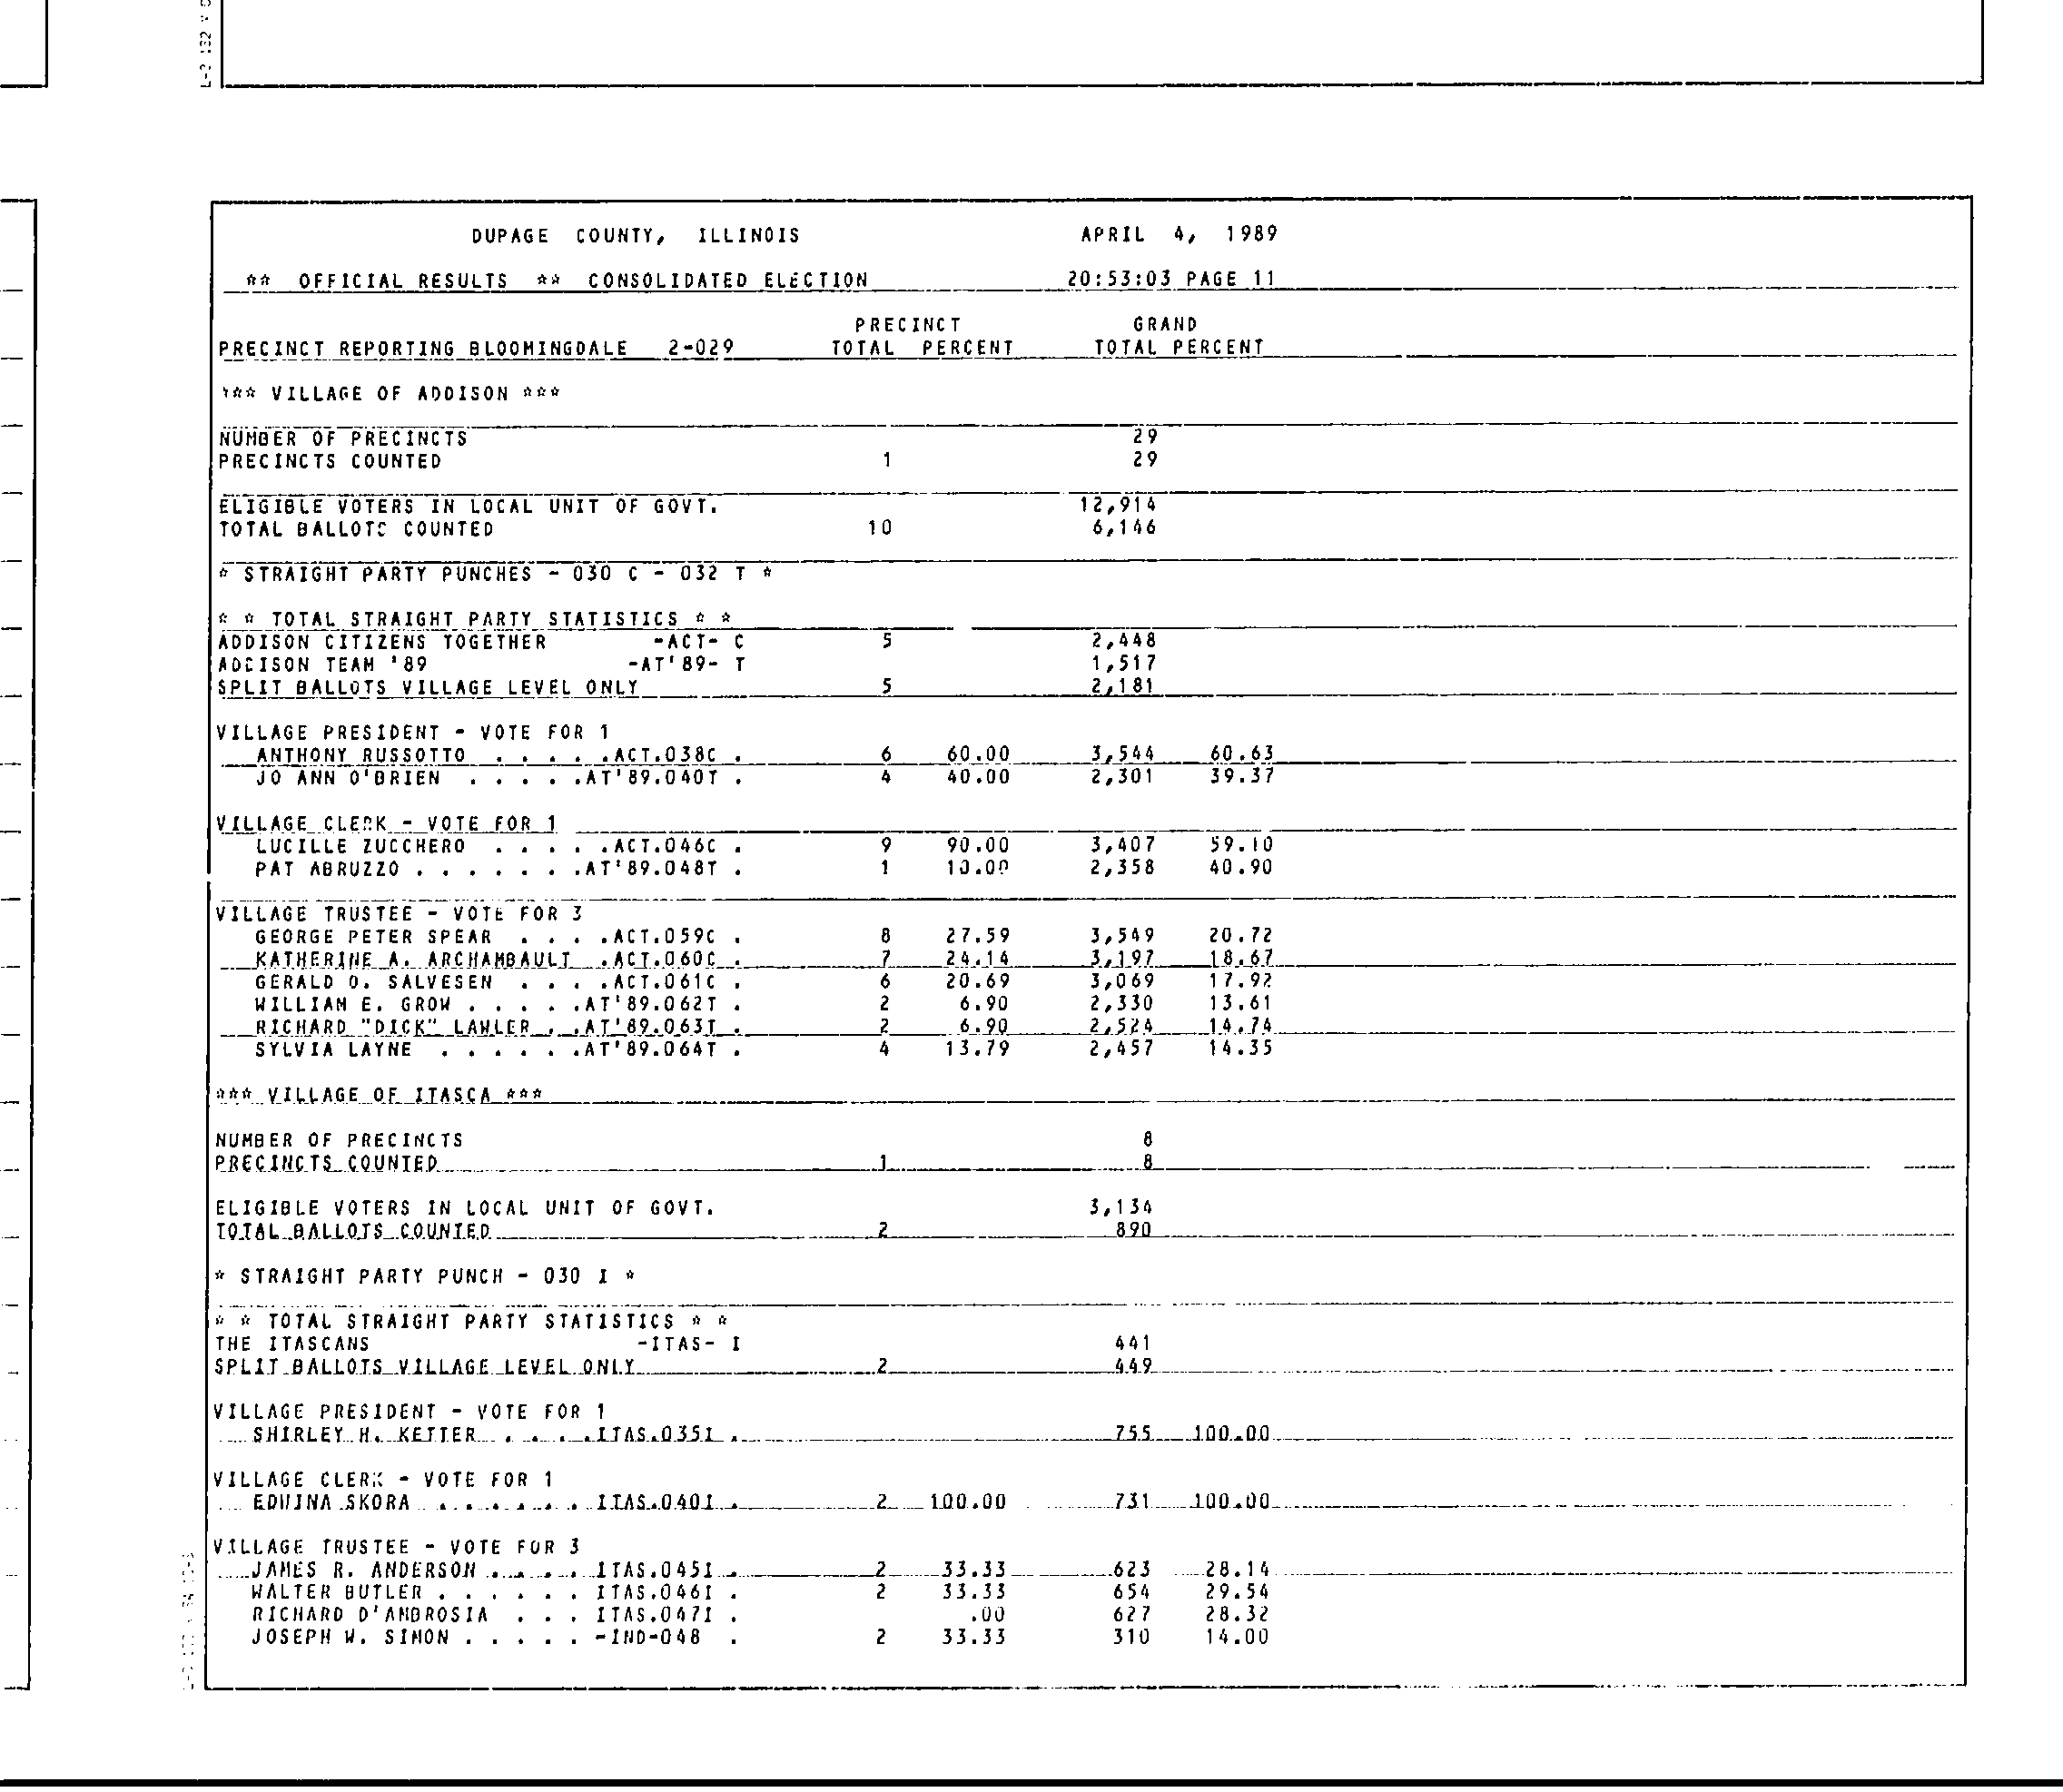 DUPAGE COUNTY, ILLINOIS APRIL 4, 1989
** OFFICIAL RESULTS ** CONSOLIDATED ELECTION 20:53:03 PAGE 11
PRECINCT GRAND
PRECINCT REPORTING BLOOMINGDALE 2-029 TOTAL PERCENT TOTAL PERCENT
*** VILLAGE OF ADDISON ***
NUMBER OF PRECINCTS 29
PRECINCTS COUNTED 1 29
ELIGIBLE VOTERS IN LOCAL UNIT OF GOVT. 12,914
TOTAL BALLOTS COUNTED 10 6,146
* STRAIGHT PARTY PUNCHES - 030 C - 032 T *
* * TOTAL STRAIGHT PARTY STATISTICS * *
ADDISON CITIZENS TOGETHER -ACT- C 5 2,448
ADDISON TEAM '89 -AT'89- T 1,517
SPLIT BALLOTS VILLAGE LEVEL ONLY 5 2,181
VILLAGE PRESIDENT - VOTE FOR 1
ANTHONY RUSSOTTO . . . . .ACT.038C . 6 60.00 3,544 60.63
JO ANN O'BRIEN . . . . .AT'89.040T . 4 40.00 2,301 39.37
VILLAGE CLERK - VOTE FOR 1
LUCILLE ZUCCHERO . . . . .ACT.046C . 9 90.00 3,407 59.10
PAT ABRUZZO . . . . . . .AT'89.048T . 1 10.00 2,358 40.90
VILLAGE TRUSTEE - VOTE FOR 3
GEORGE PETER SPEAR . . . .ACT.059C . 8 27.59 3,549 20.72
KATHERINE A. ARCHAMBAULT .ACT.060C . 7 24.14 3,197 18.67
GERALD O. SALVESEN . . . .ACT.061C . 6 20.69 3,069 17.92
WILLIAM E. GROW . . . . .AT'89.062T . 2 6.90 2,330 13.61
RICHARD "DICK" LAWLER . .AT'89.063T . 2 6.90 2,524 14.74
SYLVIA LAYNE . . . . . .AT'89.064T . 4 13.79 2,457 14.35
*** VILLAGE OF ITASCA ***
NUMBER OF PRECINCTS 8
PRECINCTS COUNTED 1 8
ELIGIBLE VOTERS IN LOCAL UNIT OF GOVT. 3,134
TOTAL BALLOTS COUNTED 2 890
* STRAIGHT PARTY PUNCH - 030 I *
* * TOTAL STRAIGHT PARTY STATISTICS * *
THE ITASCANS -ITAS- I 441
SPLIT BALLOTS VILLAGE LEVEL ONLY 2 449
VILLAGE PRESIDENT - VOTE FOR 1
SHIRLEY H. KETTER . . . . .ITAS.035I . 755 100.00
VILLAGE CLERK - VOTE FOR 1
EDWINA SKORA . . . . . . . ITAS.040I . 2 100.00 731 100.00
VILLAGE TRUSTEE - VOTE FOR 3
JAMES R. ANDERSON . . . . ITAS.045I . 2 33.33 623 28.14
WALTER BUTLER . . . . . . ITAS.046I . 2 33.33 654 29.54
RICHARD D'AMBROSIA . . . ITAS.047I . .00 627 28.32
JOSEPH W. SIMON . . . . . -IND-048 . 2 33.33 310 14.00